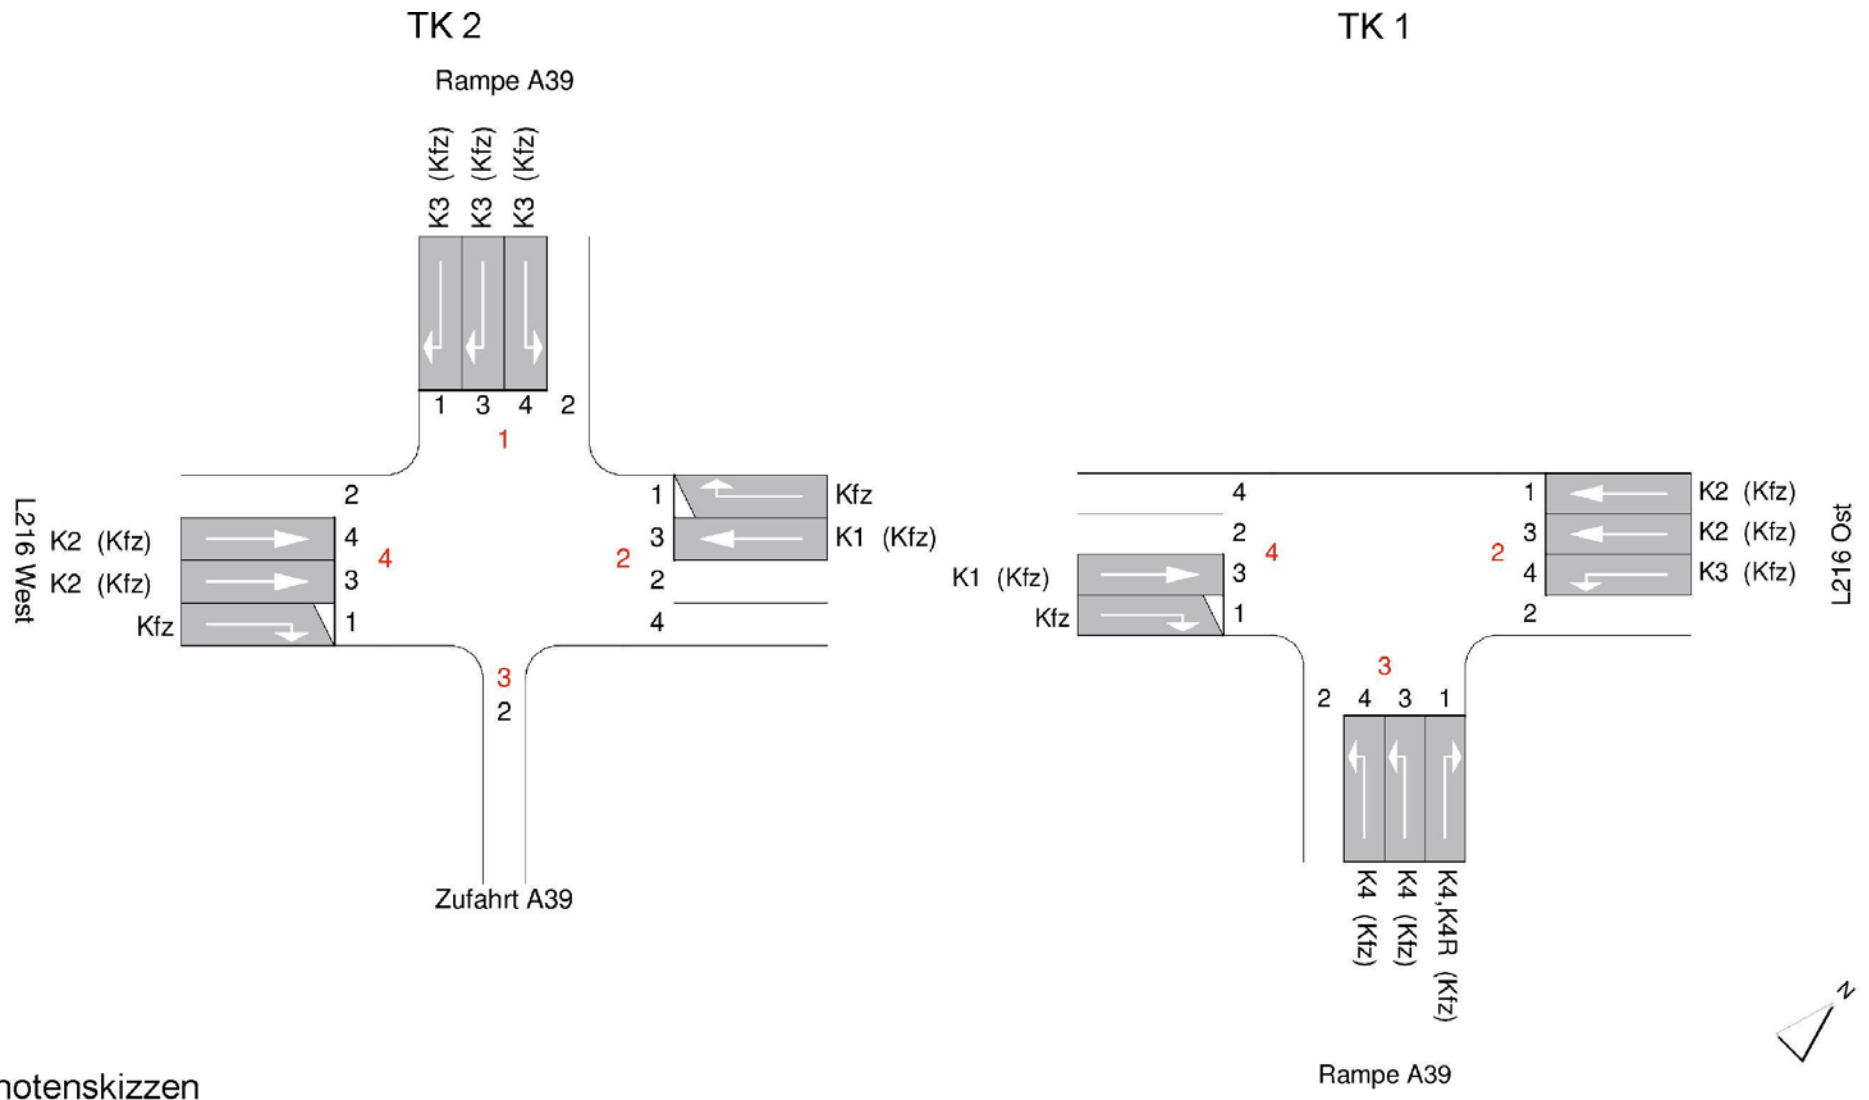 TK 2
TK 1
Rampe A39
K3 (Kfz)
K3 (Kfz)
K3 (Kfz)
1 3 4 2
1
L216 West
K2 (Kfz)
K2 (Kfz)
Kfz
2
4
3
1
4
2
1
3
2
4
Kfz
K1 (Kfz)
3
2
Zufahrt A39
K1 (Kfz)
Kfz
4
2
3
1
4
2
1
3
4
2
K2 (Kfz)
K2 (Kfz)
K3 (Kfz)
L216 Ost
3
2 4 3 1
K4 (Kfz)
K4 (Kfz)
K4,K4R (Kfz)
Rampe A39
N
notenskizzen